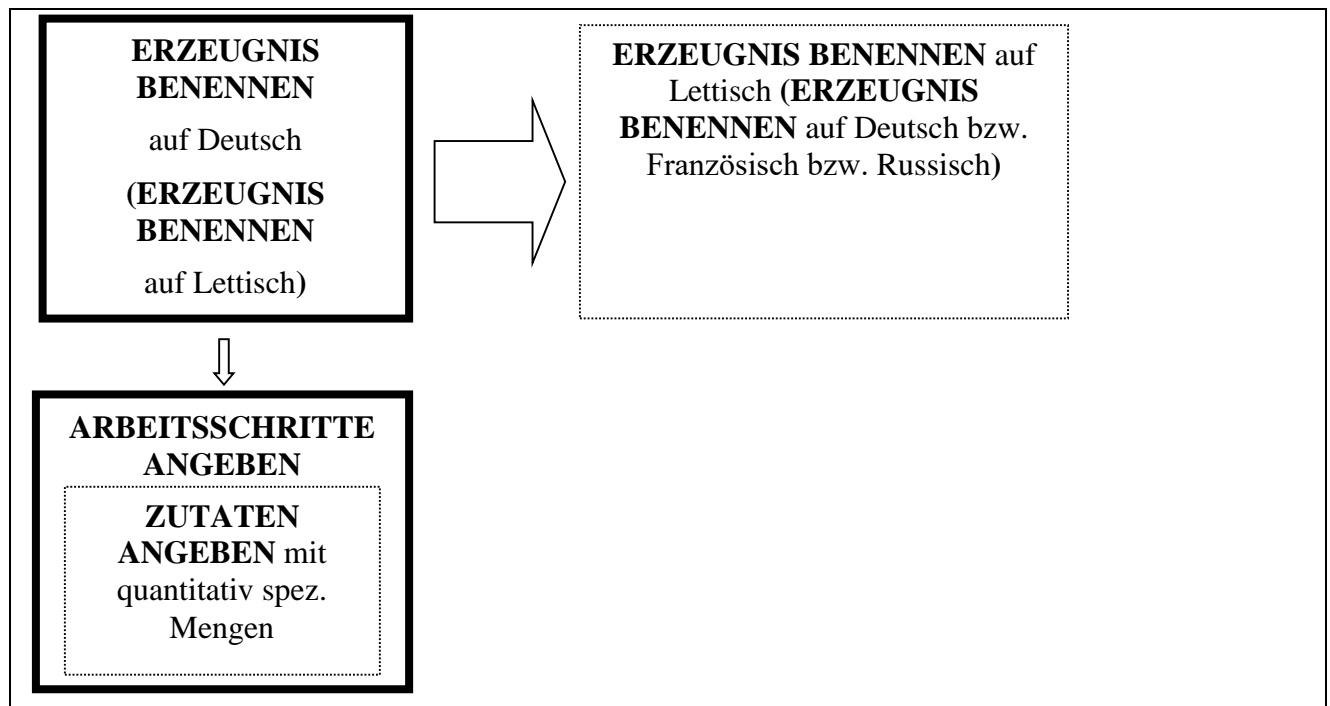 ERZEUGNIS
BENENNEN
auf Deutsch
(ERZEUGNIS
BENENNEN
auf Lettisch)
ERZEUGNIS BENENNEN auf
Lettisch (ERZEUGNIS
BENENNEN auf Deutsch bzw.
Französisch bzw. Russisch)
ARBEITSSCHRITTE
ANGEBEN
ZUTATEN
ANGEBEN mit
quantitativ spez.
Mengen